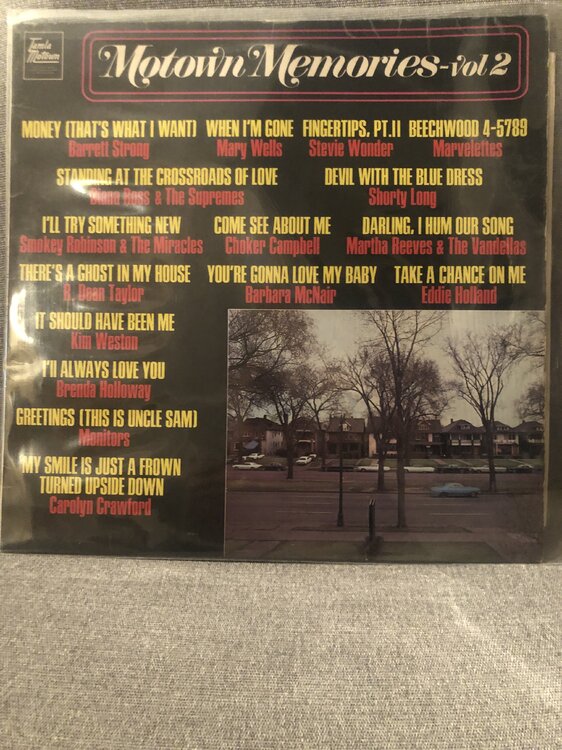 Tamla
Motown
Motown Memories-vol 2
MONEY (THAT'S WHAT I WANT) WHEN I'M GONE FINGERTIPS, PT.II BEECHWOOD 4-5789
Barrett Strong Mary Wells Stevie Wonder Marvelettes
STANDING AT THE CROSSROADS OF LOVE DEVIL WITH THE BLUE DRESS
Diana Ross & The Supremes Shorty Long
I'LL TRY SOMETHING NEW COME SEE ABOUT ME DARLING, I HUM OUR SONG
Smokey Robinson & The Miracles Choker Campbell Martha Reeves & The Vandellas
THERE'S A GHOST IN MY HOUSE YOU'RE GONNA LOVE MY BABY TAKE A CHANCE ON ME
R. Dean Taylor Barbara McNair Eddie Holland
IT SHOULD HAVE BEEN ME
Kim Weston
I'll ALWAYS LOVE YOU
Brenda Holloway
GREETINGS (THIS IS UNCLE SAM)
Monitors
MY SMILE IS JUST A FROWN
TURNED UPSIDE DOWN
Carolyn Crawford